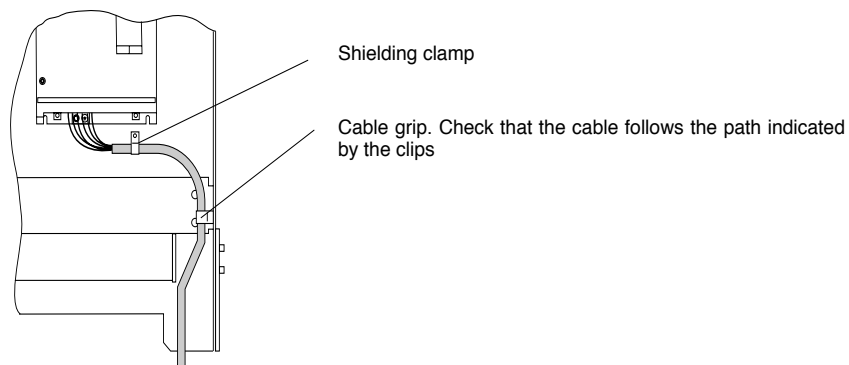 Shielding clamp
Cable grip. Check that the cable follows the path indicated
by the clips